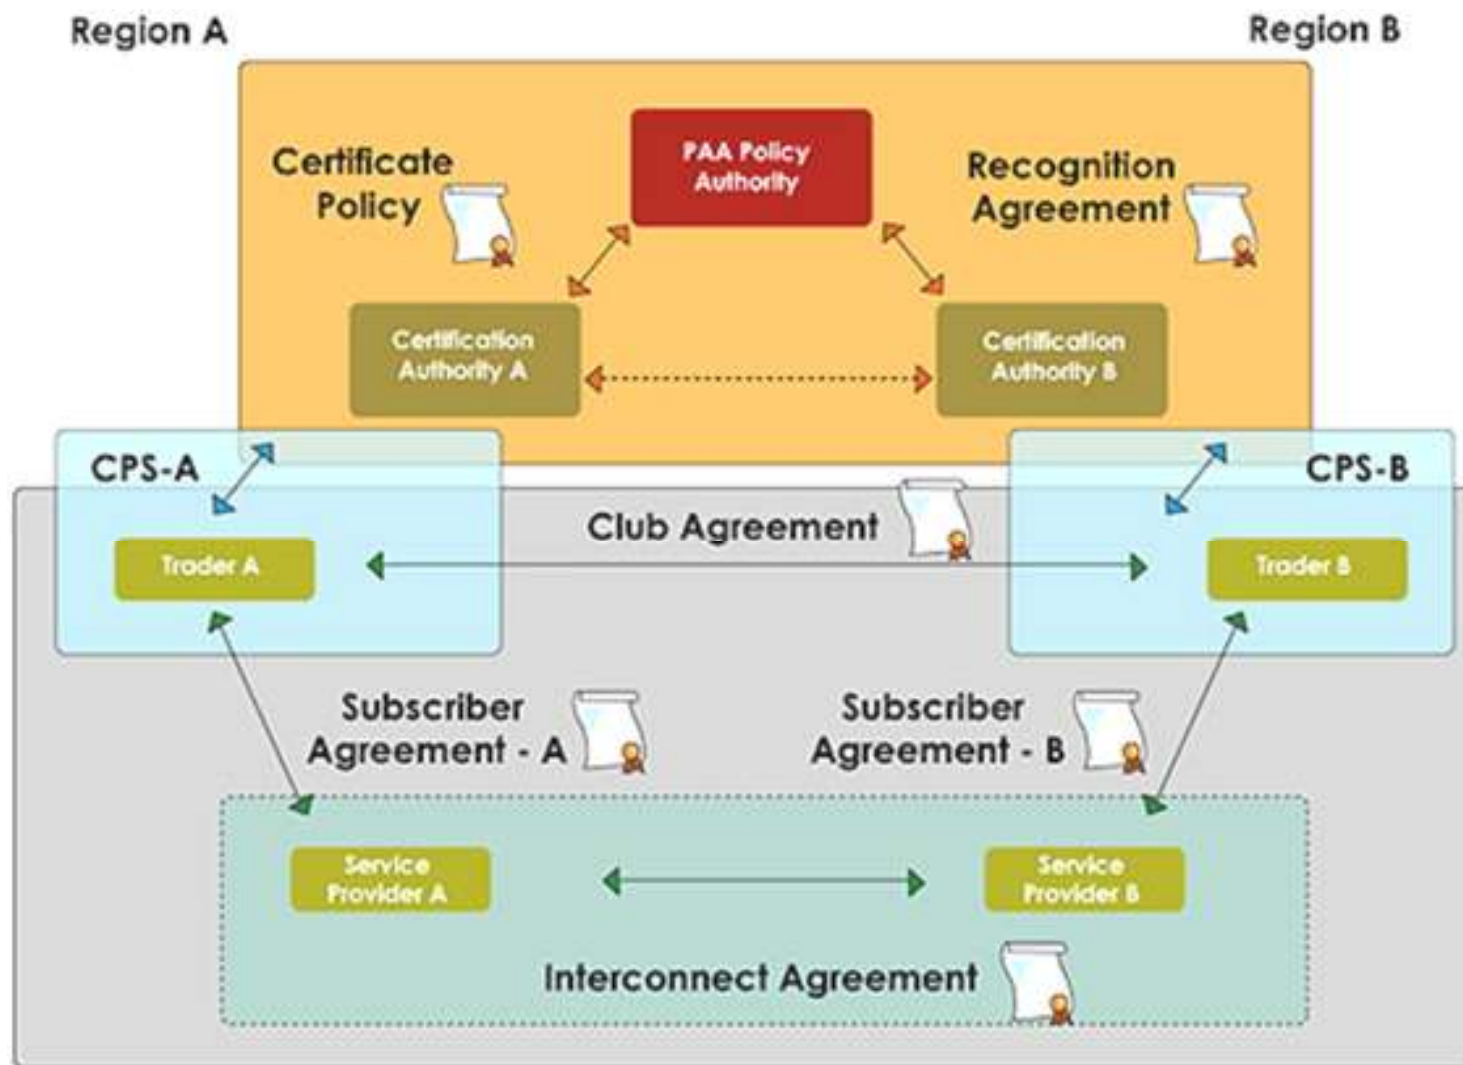 Region A
Region B
PAA Policy
Authority
Certificate
Policy
Recognition
Agreement
Certification
Authority A
Certification
Authority B
CPS-A
CPS-B
Club Agreement
Trader A
Trader B
Subscriber
Agreement - A
Subscriber
Agreement - B
Service
Provider A
Service
Provider B
Interconnect Agreement